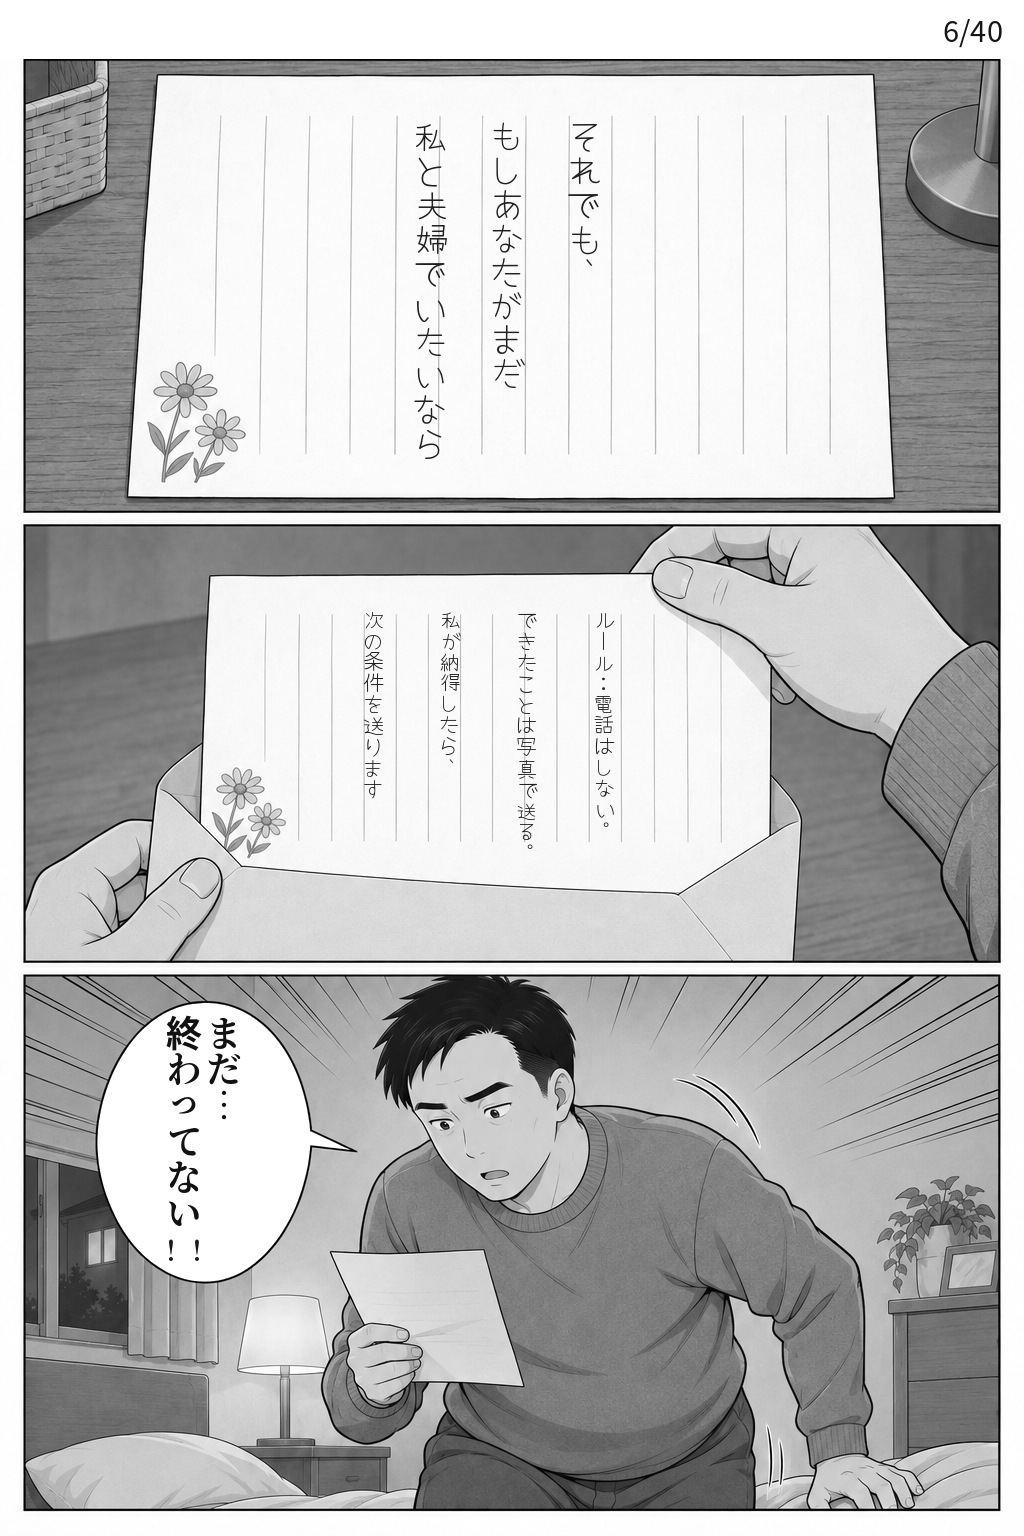 6/40
それでも、
もしあなたがまだ
私と夫婦でいたいなら
ルール：電話はしない。
できたことは写真で送る。
私が納得したら、
次の条件を送ります
まだ…
終わってない！！